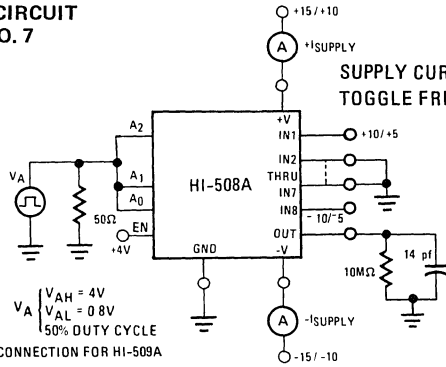 CIRCUIT
O. 7
+15/+10
A
+ISUPPLY
SUPPLY CUR
TOGGLE FRE
+V
A2
IN1
+10/+5
IN2
THRU
A1
IN7
VA
HI-508A
50Ω
A0
IN8
-10/-5
EN
OUT
+4V
GND
-V
10MΩ
14 pf
VA
VAH = 4V
VAL = 0.8V
50% DUTY CYCLE
A
-ISUPPLY
CONNECTION FOR HI-509A
-15/-10